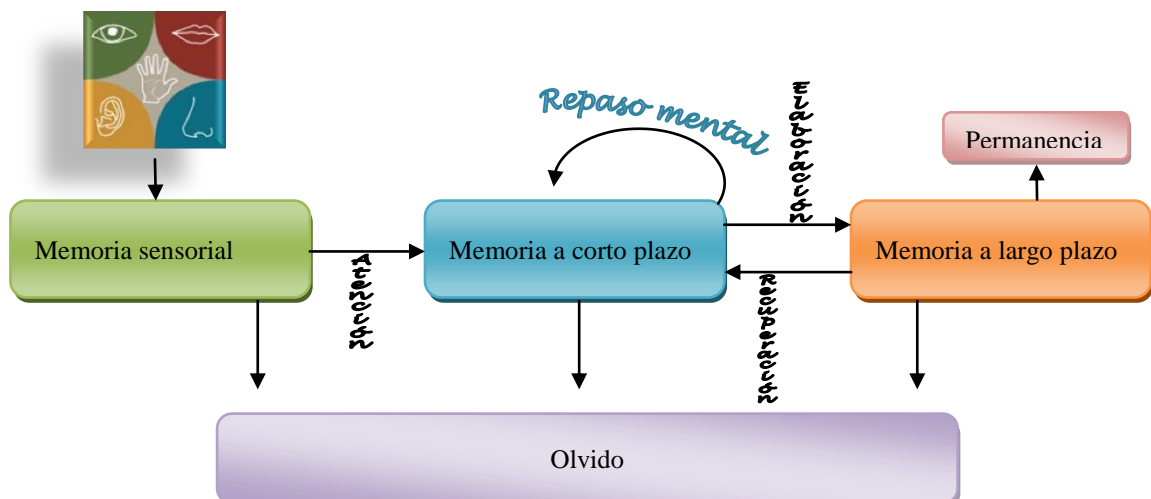 Repaso mental
Elaboración
Permanencia
Memoria sensorial
Atención
Memoria a corto plazo
Recuperación
Memoria a largo plazo
Olvido